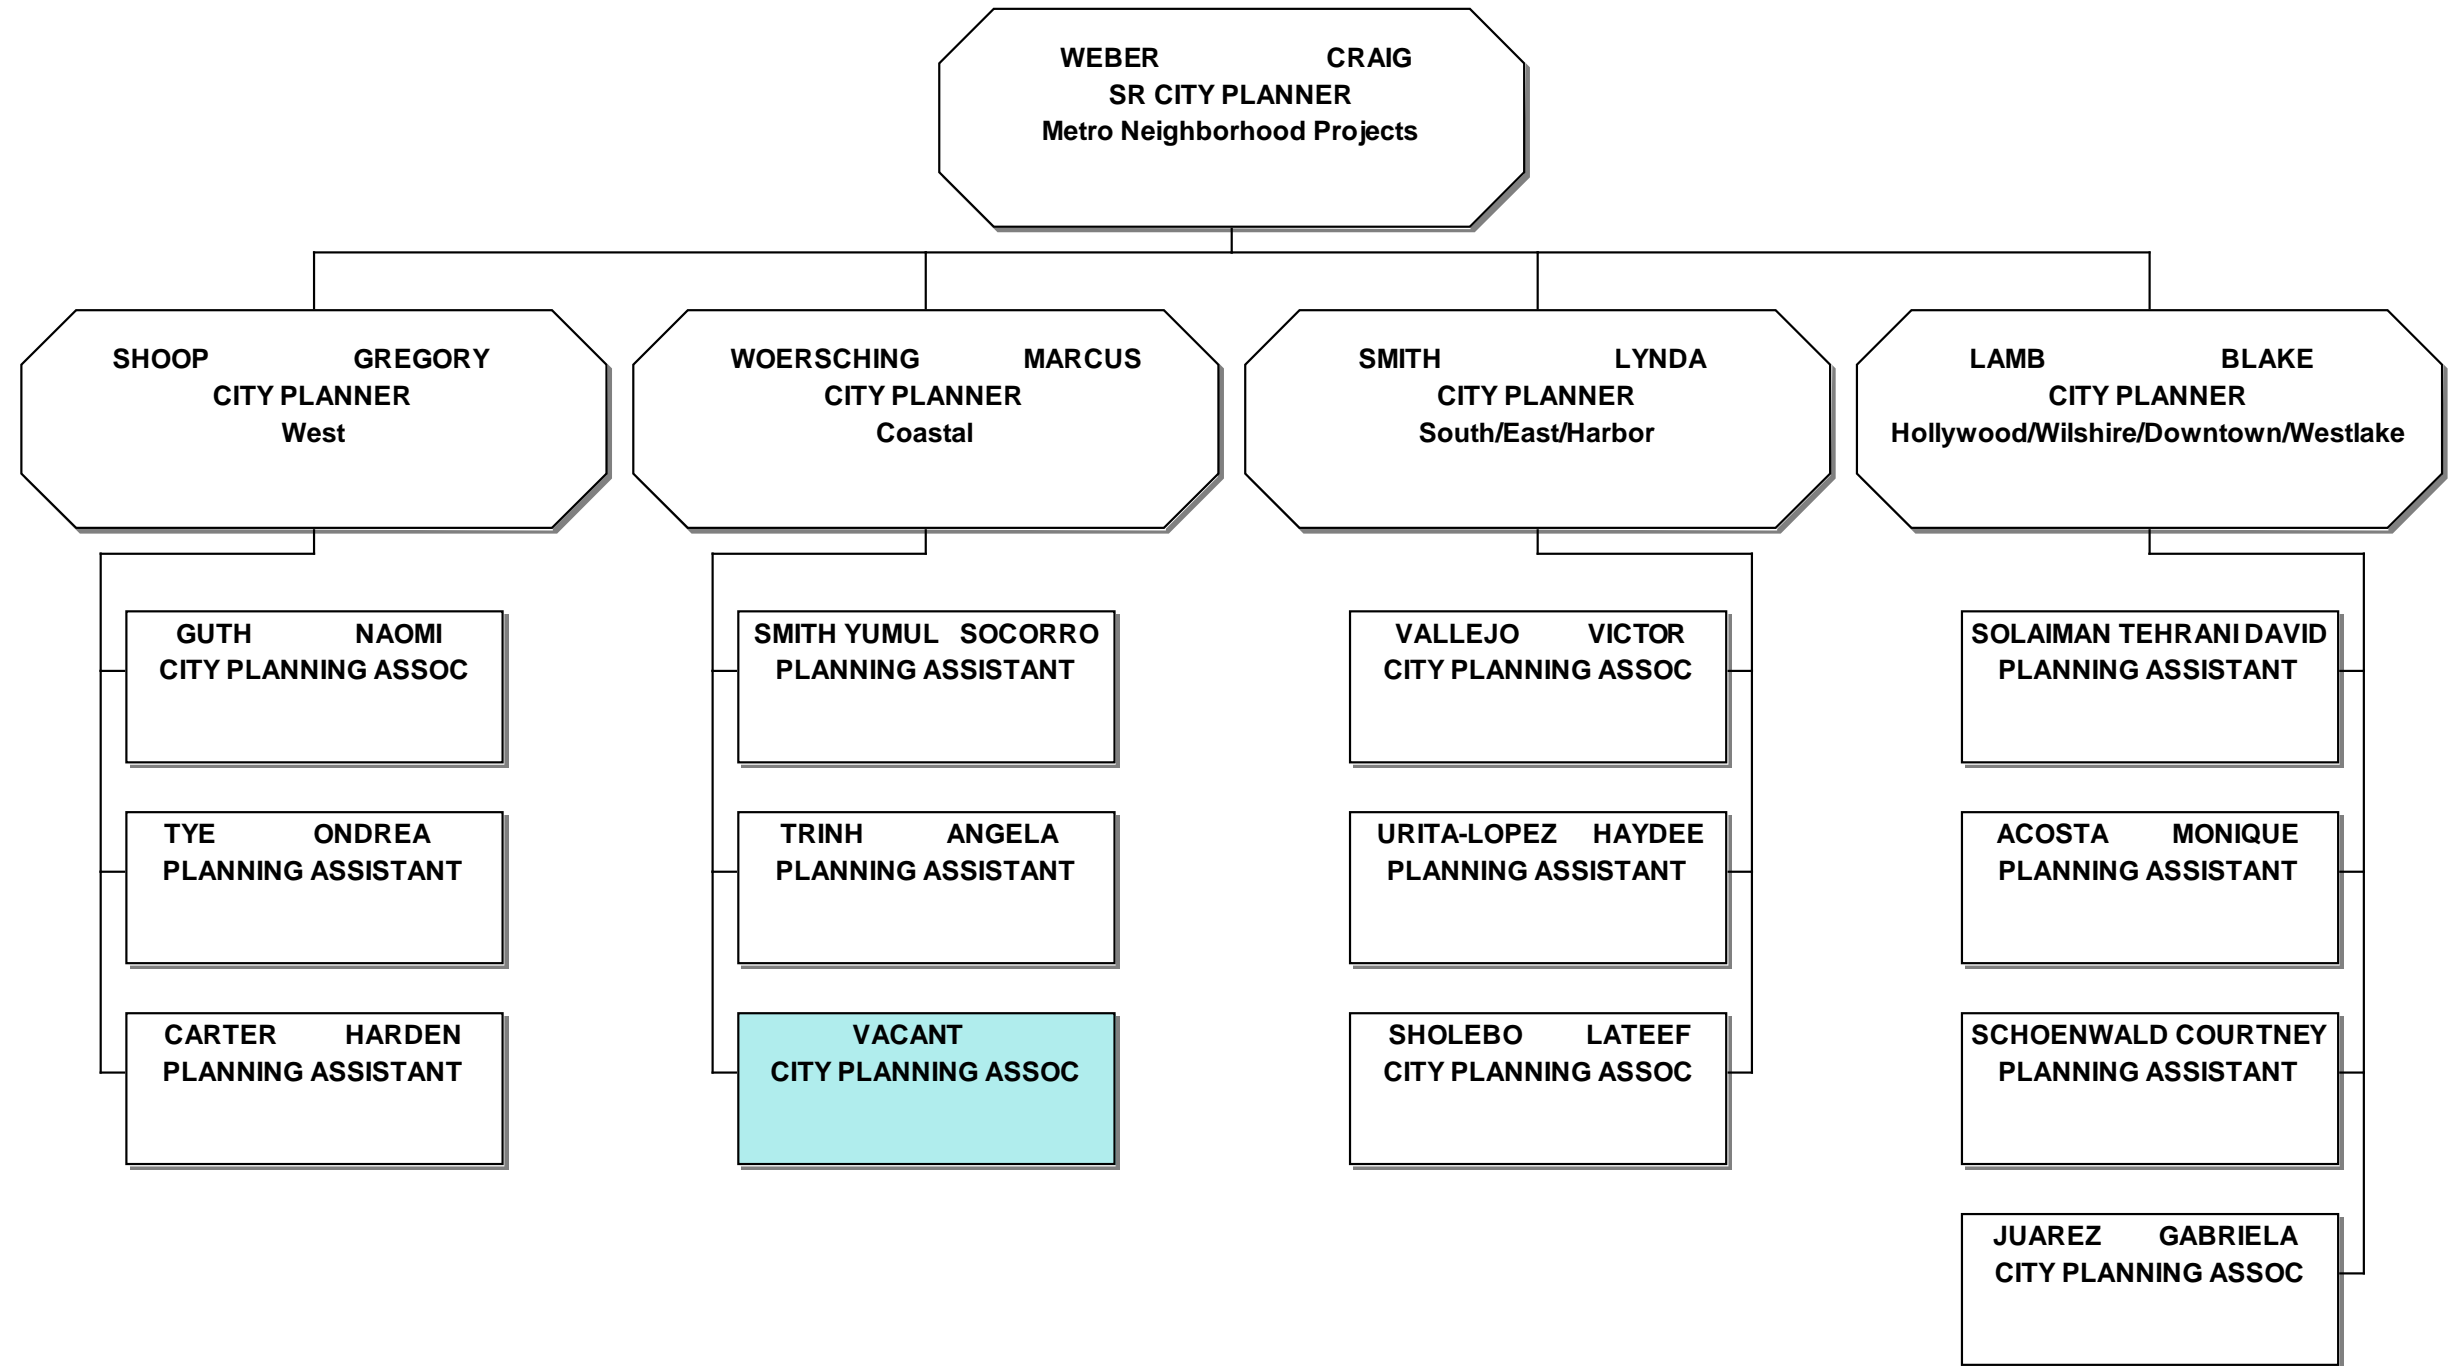 WEBER CRAIG
SR CITY PLANNER
Metro Neighborhood Projects
SHOOP GREGORY
CITY PLANNER
West
WOERSCHING MARCUS
CITY PLANNER
Coastal
SMITH LYNDA
CITY PLANNER
South/East/Harbor
LAMB BLAKE
CITY PLANNER
Hollywood/Wilshire/Downtown/Westlake
GUTH NAOMI
CITY PLANNING ASSOC
TYE ONDREA
PLANNING ASSISTANT
CARTER HARDEN
PLANNING ASSISTANT
SMITH YUMUL SOCORRO
PLANNING ASSISTANT
TRINH ANGELA
PLANNING ASSISTANT
VACANT
CITY PLANNING ASSOC
VALLEJO VICTOR
CITY PLANNING ASSOC
URITA-LOPEZ HAYDEE
PLANNING ASSISTANT
SHOLEBO LATEEF
CITY PLANNING ASSOC
SOLAIMAN TEHRANI DAVID
PLANNING ASSISTANT
ACOSTA MONIQUE
PLANNING ASSISTANT
SCHOENWALD COURTNEY
PLANNING ASSISTANT
JUAREZ GABRIELA
CITY PLANNING ASSOC